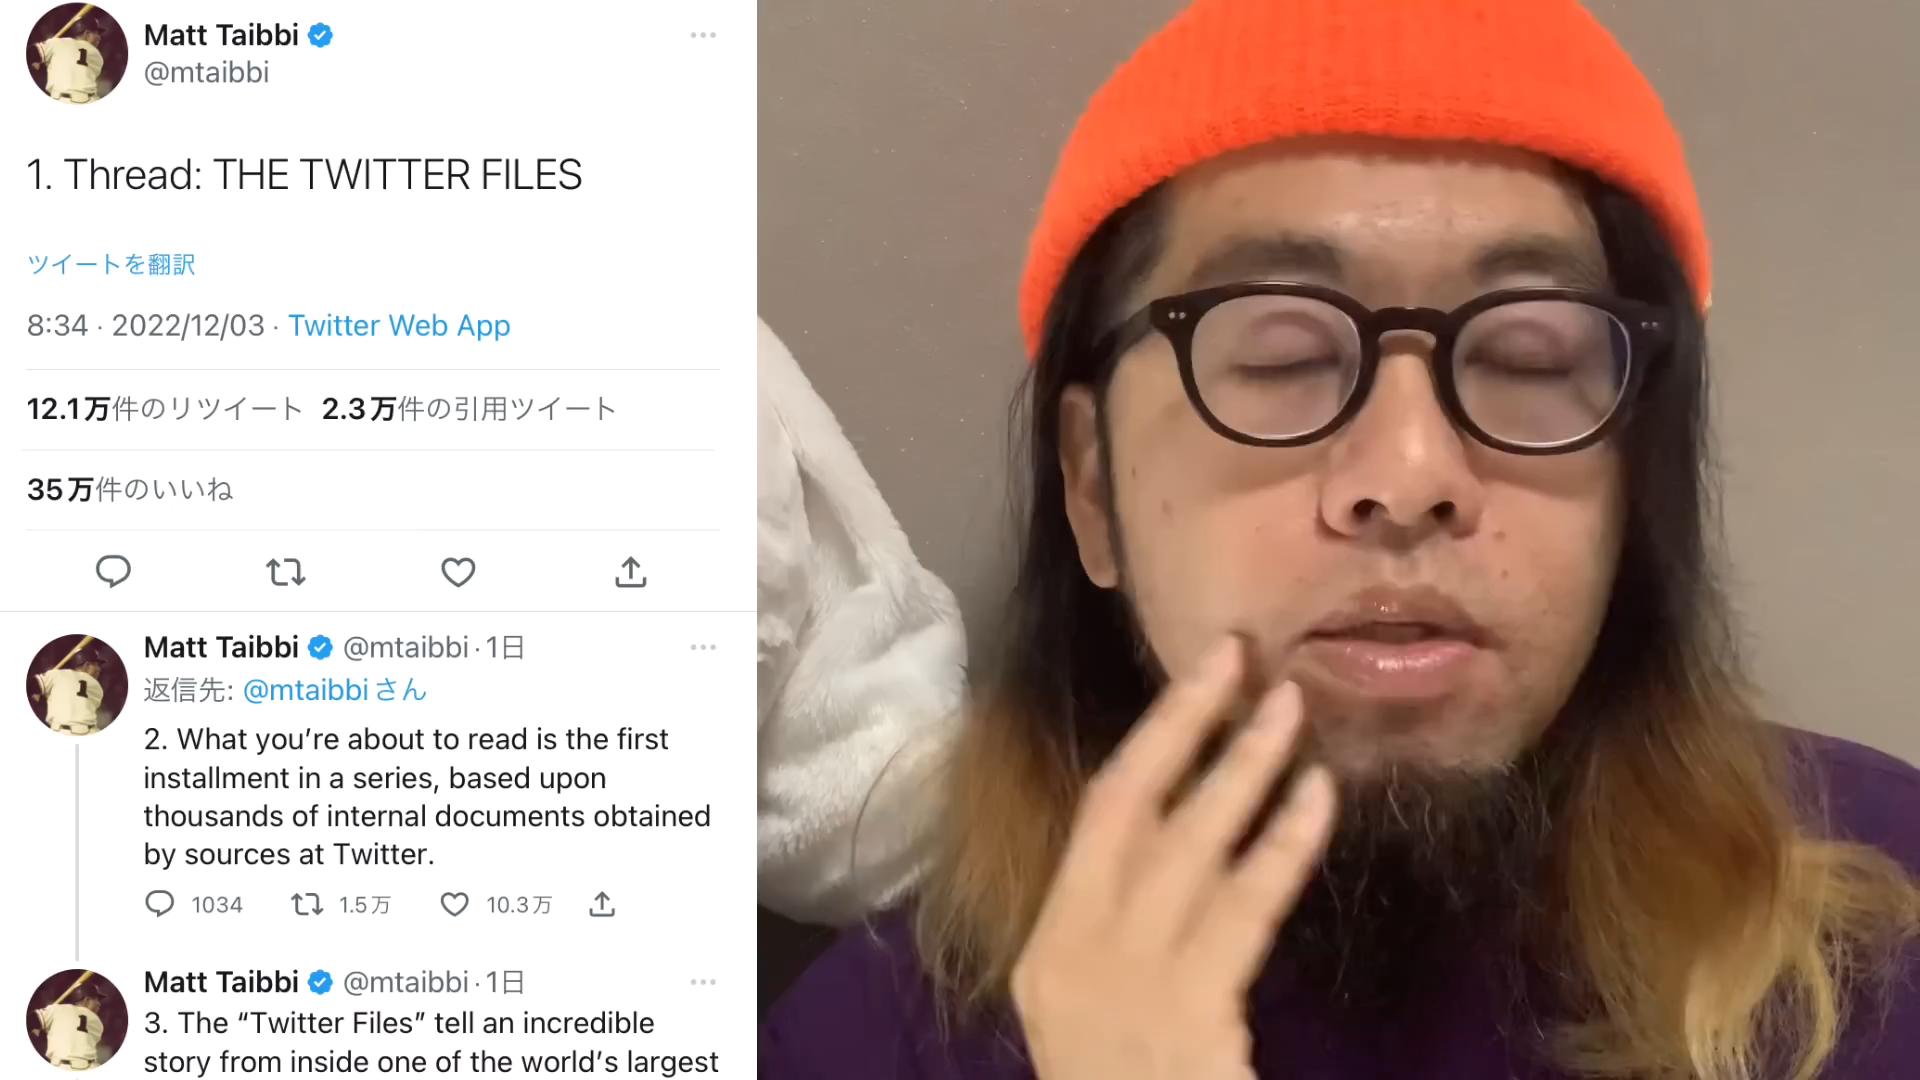 Matt Taibbi
@mtaibbi
1. Thread: THE TWITTER FILES
ツイートを翻訳
8:34 · 2022/12/03 · Twitter Web App
12.1万件のリツイート 2.3万件の引用ツイート
35万件のいいね
Matt Taibbi @mtaibbi · 1日
返信先: @mtaibbiさん
2. What you’re about to read is the first
installment in a series, based upon
thousands of internal documents obtained
by sources at Twitter.
1034 1.5万 10.3万
Matt Taibbi @mtaibbi · 1日
3. The “Twitter Files” tell an incredible
story from inside one of the world’s largest